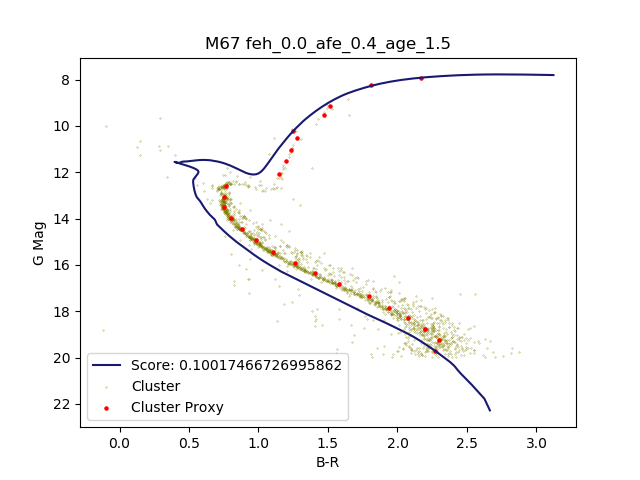 M67 feh_0.0_afe_0.4_age_1.5
8
10
12
14
16
18
20
22
G Mag
Score: 0.10017466726995862
Cluster
Cluster Proxy
0.0 0.5 1.0 1.5 2.0 2.5 3.0
B-R